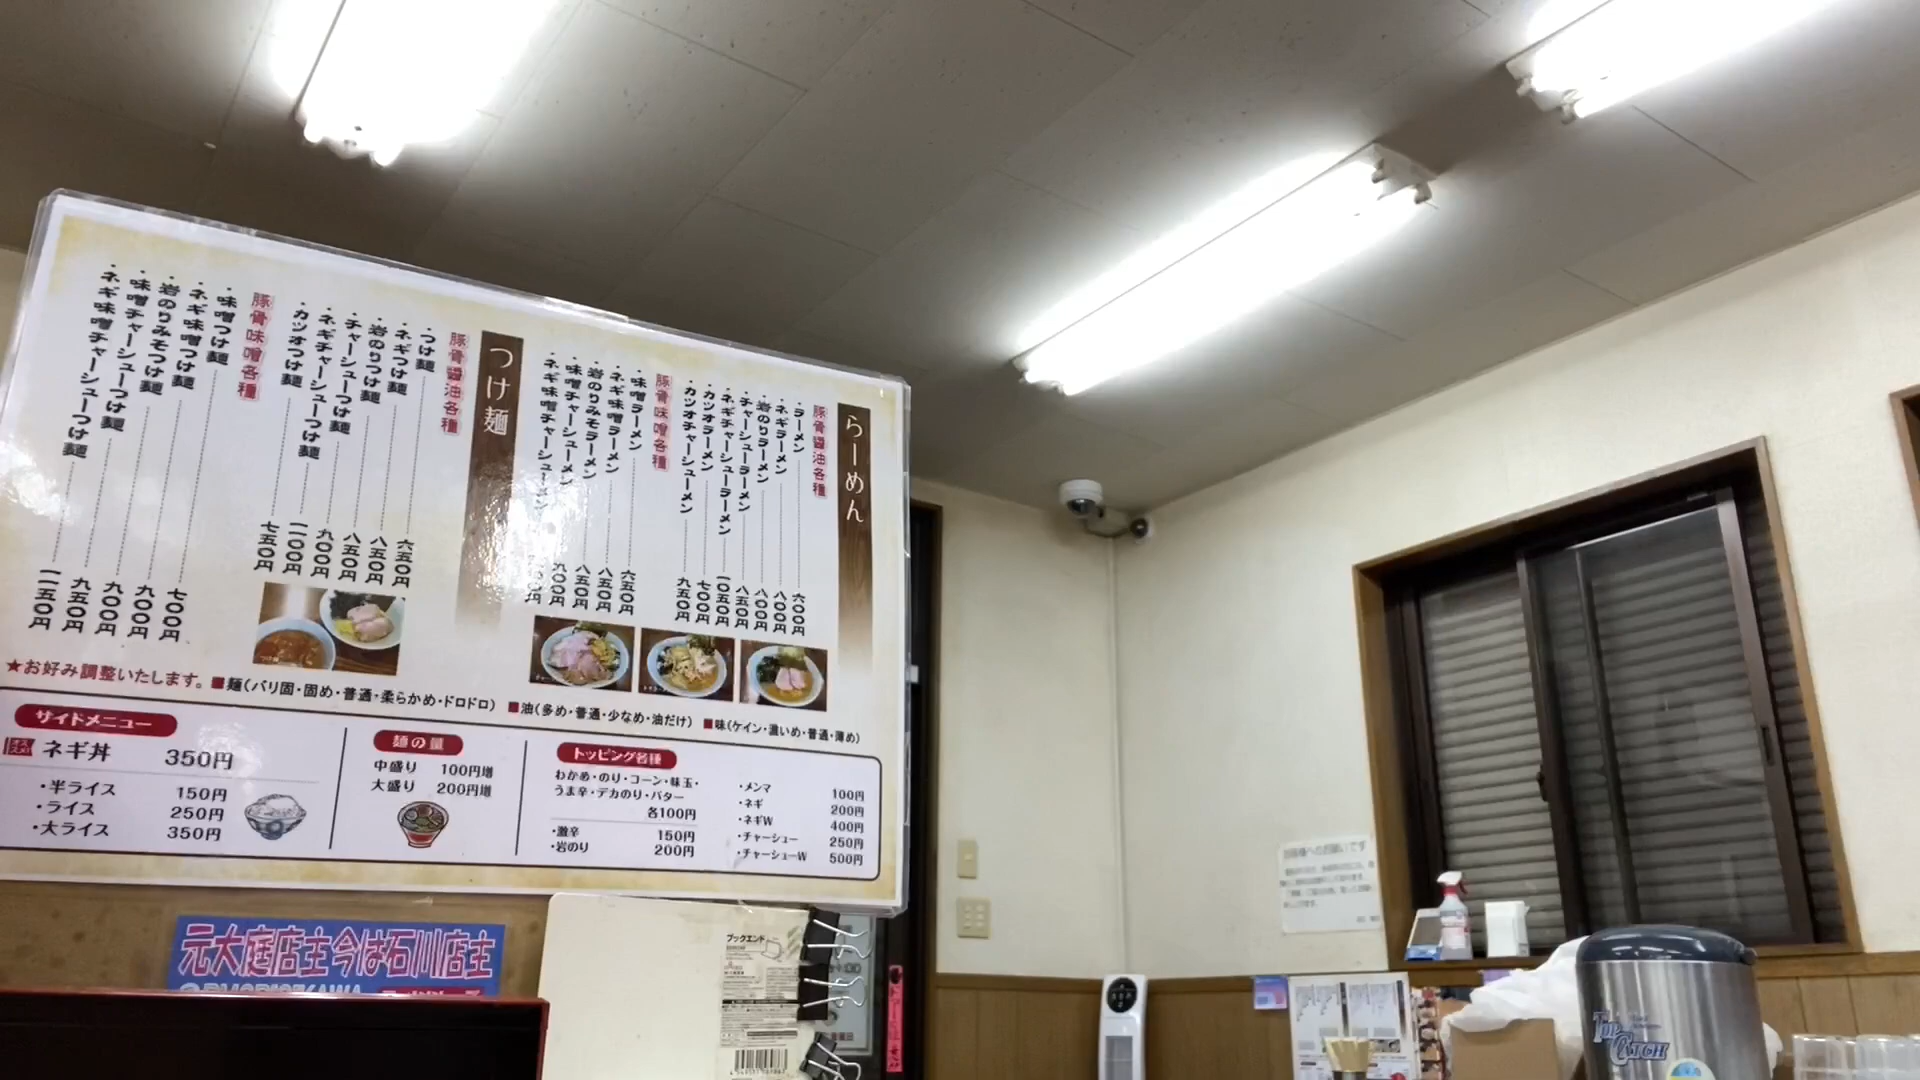 らーめん
豚骨醤油各種
・ラーメン 六〇〇円
・ネギラーメン 八〇〇円
・岩のりラーメン 八〇〇円
・チャーシューラーメン 八五〇円
・ネギチャーシューラーメン 一〇五〇円
・カツオラーメン 七〇〇円
・カツオチャーシューメン 九五〇円
豚骨味噌各種
・味噌ラーメン 六五〇円
・ネギ味噌ラーメン 八五〇円
・岩のりみそラーメン 八五〇円
・味噌チャーシューメン 九〇〇円
・ネギ味噌チャーシューメン
つけ麺
豚骨醤油各種
・つけ麺 六五〇円
・ネギつけ麺 八五〇円
・岩のりつけ麺 八五〇円
・チャーシューつけ麺 九〇〇円
・ネギチャーシューつけ麺 一一〇〇円
・カツオつけ麺 七五〇円
豚骨味噌各種
・味噌つけ麺 七〇〇円
・ネギ味噌つけ麺 九〇〇円
・岩のりみそつけ麺 九〇〇円
・味噌チャーシューつけ麺 九五〇円
・ネギ味噌チャーシューつけ麺 一一五〇円
★お好み調整いたします。 ■麺(バリ固・固め・普通・柔らかめ・ドロドロ) ■油(多め・普通・少なめ・油だけ) ■味(ケイン・濃いめ・普通・薄め)
サイドメニュー
オススメ ネギ丼 350円
・半ライス 150円
・ライス 250円
・大ライス 350円
麺の量
中盛り 100円増
大盛り 200円増
トッピング各種
わかめ・のり・コーン・味玉・
うま辛・デカのり・バター
各100円
・激辛 150円
・岩のり 200円
・メンマ 100円
・ネギ 200円
・ネギW 400円
・チャーシュー 250円
・チャーシューW 500円
元大庭店主今は石川店主
ブックエンド
TOP CATCH